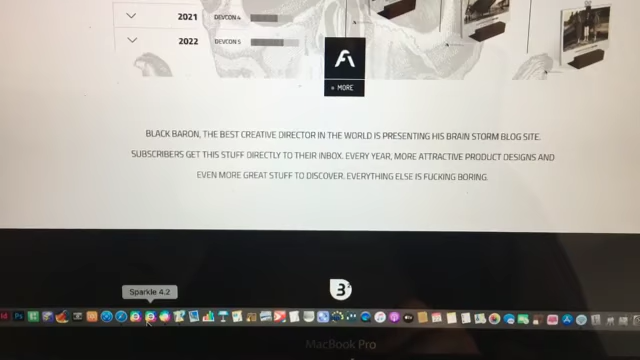 2021 DEVCON 4
2022 DEVCON 5
+ MORE
BLACK BARON, THE BEST CREATIVE DIRECTOR IN THE WORLD IS PRESENTING HIS BRAIN STORM BLOG SITE.
SUBSCRIBERS GET THIS STUFF DIRECTLY TO THEIR INBOX. EVERY YEAR, MORE ATTRACTIVE PRODUCT DESIGNS AND
EVEN MORE GREAT STUFF TO DISCOVER. EVERYTHING ELSE IS FUCKING BORING.
Sparkle 4.2
Ps
MacBook Pro